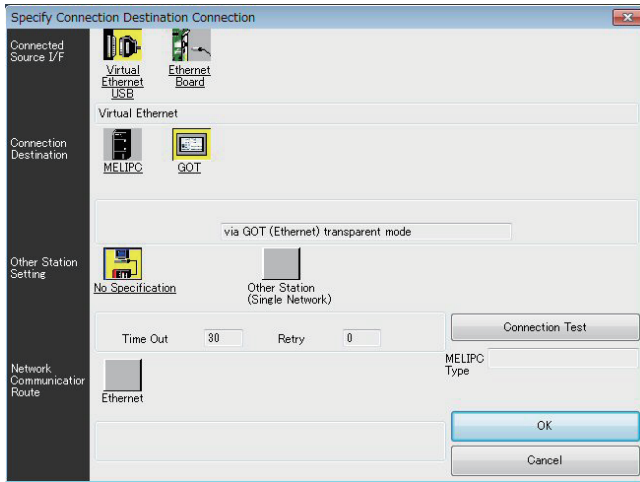 Specify Connection Destination Connection
Connected
Source I/F
Virtual
Ethernet
USB
Ethernet
Board
Virtual Ethernet
Connection
Destination
MELIPC
GOT
via GOT (Ethernet) transparent mode
Other Station
Setting
No Specification
Other Station
(Single Network)
Time Out
30
Retry
0
Connection Test
MELIPC
Type
Network
Communicatior
Route
Ethernet
OK
Cancel